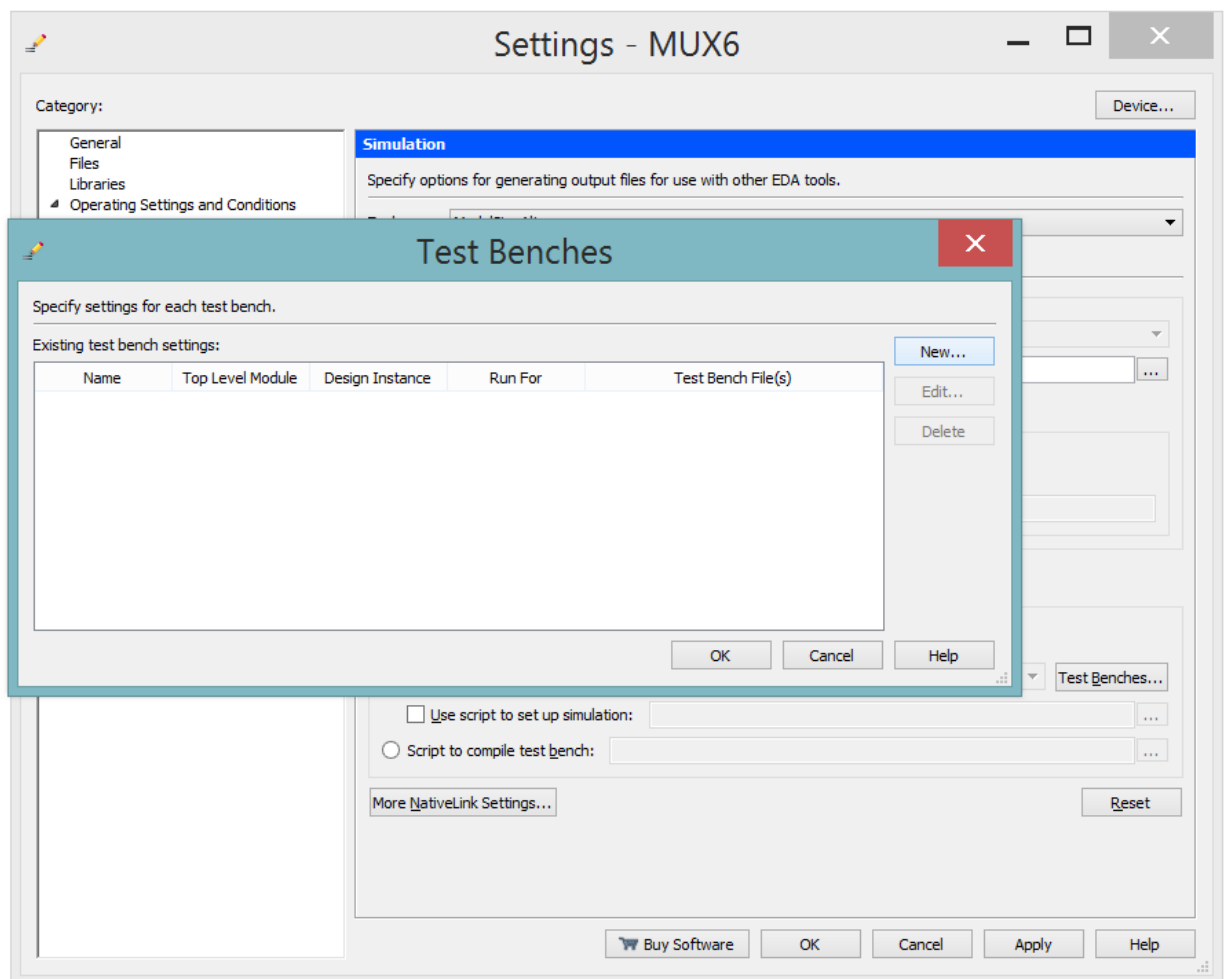 Settings - MUX6
Category:
Device...
General
Files
Libraries
Operating Settings and Conditions
Simulation
Specify options for generating output files for use with other EDA tools.
Test Benches
Specify settings for each test bench.
Existing test bench settings:
Name Top Level Module Design Instance Run For Test Bench File(s)
New...
Edit...
Delete
OK Cancel Help
...
Test Benches...
Use script to set up simulation:
...
Script to compile test bench:
...
More NativeLink Settings...
Reset
Buy Software OK Cancel Apply Help